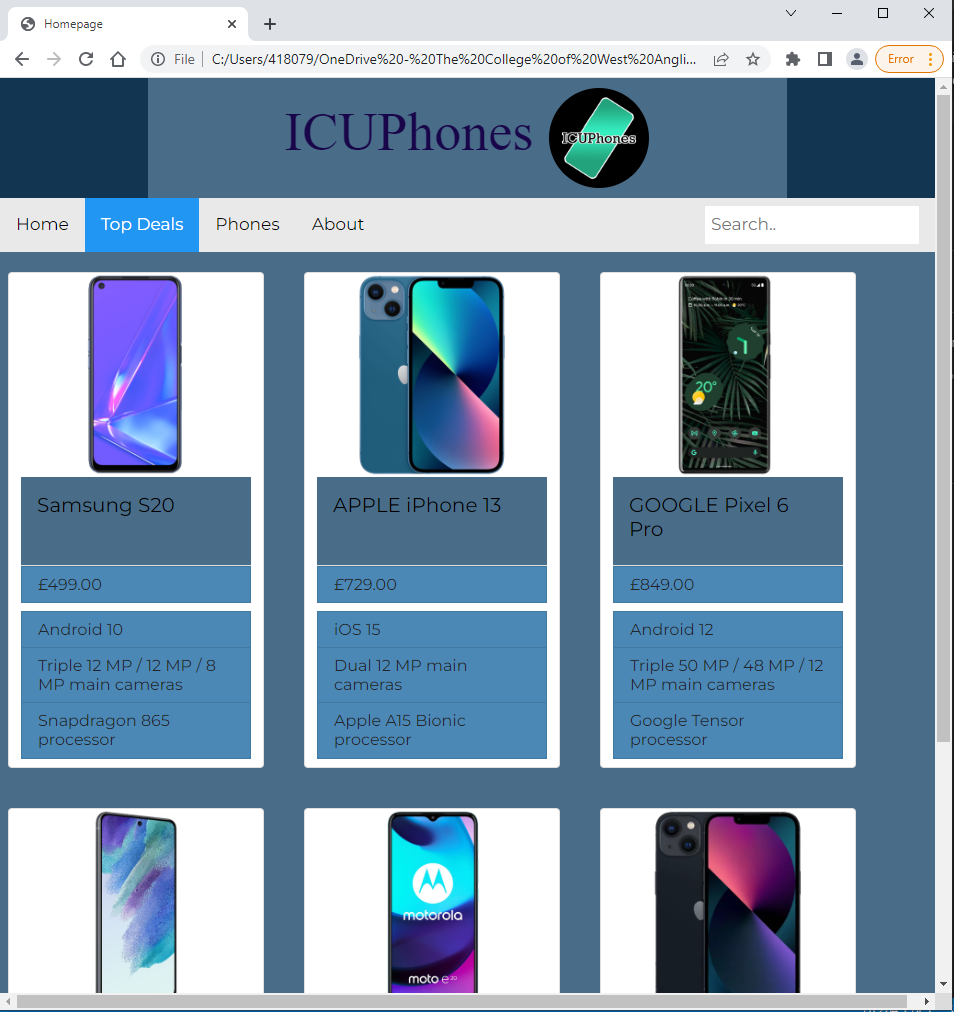 Homepage
File
C:/Users/418079/OneDrive%20-%20The%20College%20of%20West%20Angli...
Error
ICUPhones
ICUPhones
Home
Top Deals
Phones
About
Search..
Samsung S20
£499.00
Android 10
Triple 12 MP / 12 MP / 8
MP main cameras
Snapdragon 865
processor
APPLE iPhone 13
£729.00
iOS 15
Dual 12 MP main
cameras
Apple A15 Bionic
processor
20°
GOOGLE Pixel 6
Pro
£849.00
Android 12
Triple 50 MP / 48 MP / 12
MP main cameras
Google Tensor
processor
motorola
moto e20